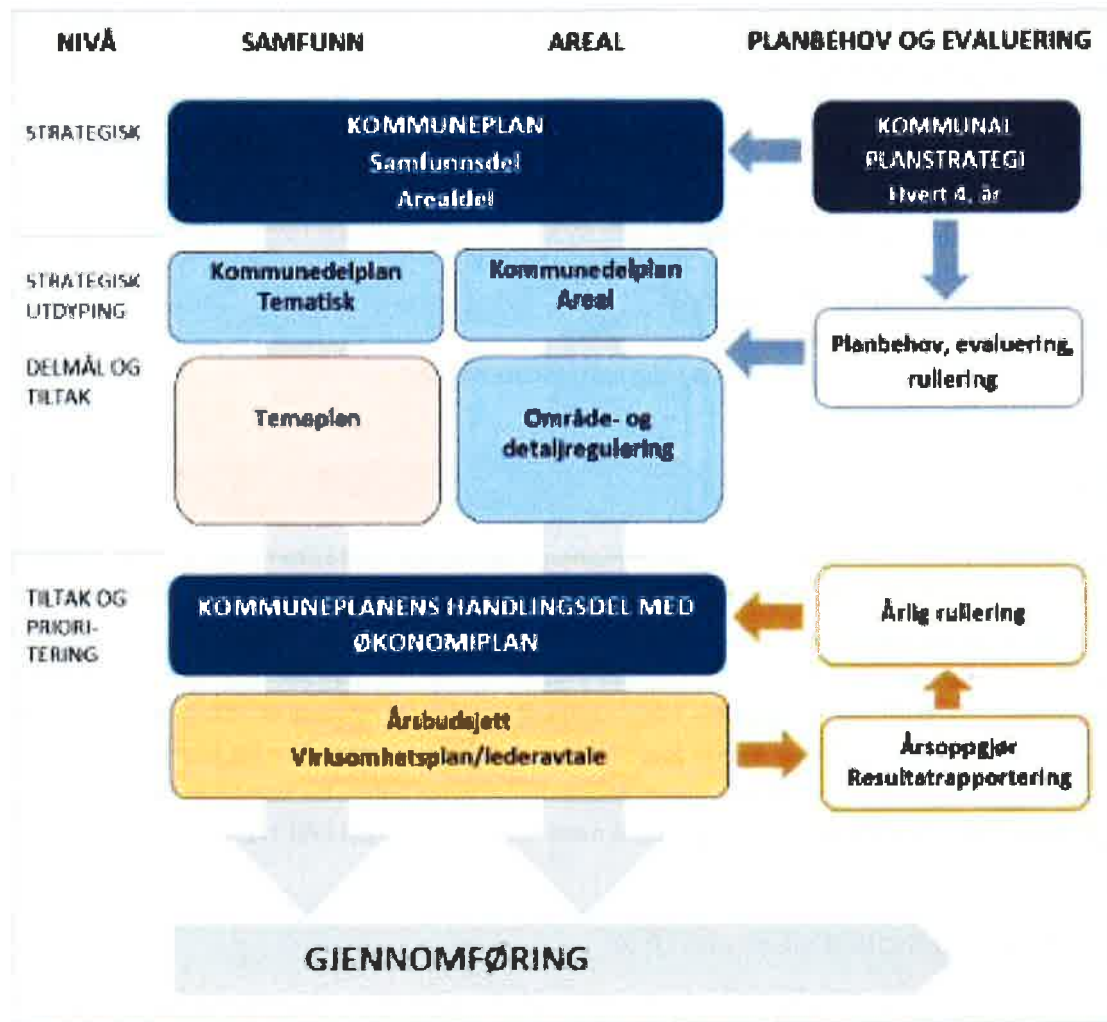 NIVÅ
SAMFUNN
AREAL
PLANBEHOV OG EVALUERING
STRATEGISK
KOMMUNEPLAN
Samfunnsdel
Arealdel
KOMMUNAL
PLANSTRATEGI
Hvert 4. år
STRATEGISK
UTDYPING
Kommunedelplan
Tematisk
Kommunedelplan
Areal
DELMÅL OG
TILTAK
Temaplan
Område- og
detaljregulering
Planbehov, evaluering,
rullering
TILTAK OG
PRIORI-
TERING
KOMMUNEPLANENS HANDLINGSDEL MED
ØKONOMIPLAN
Årlig rullering
Årsbudsjett
Virksomhetsplan/lederavtale
Årsoppgjør
Resultatrapportering
GJENNOMFØRING